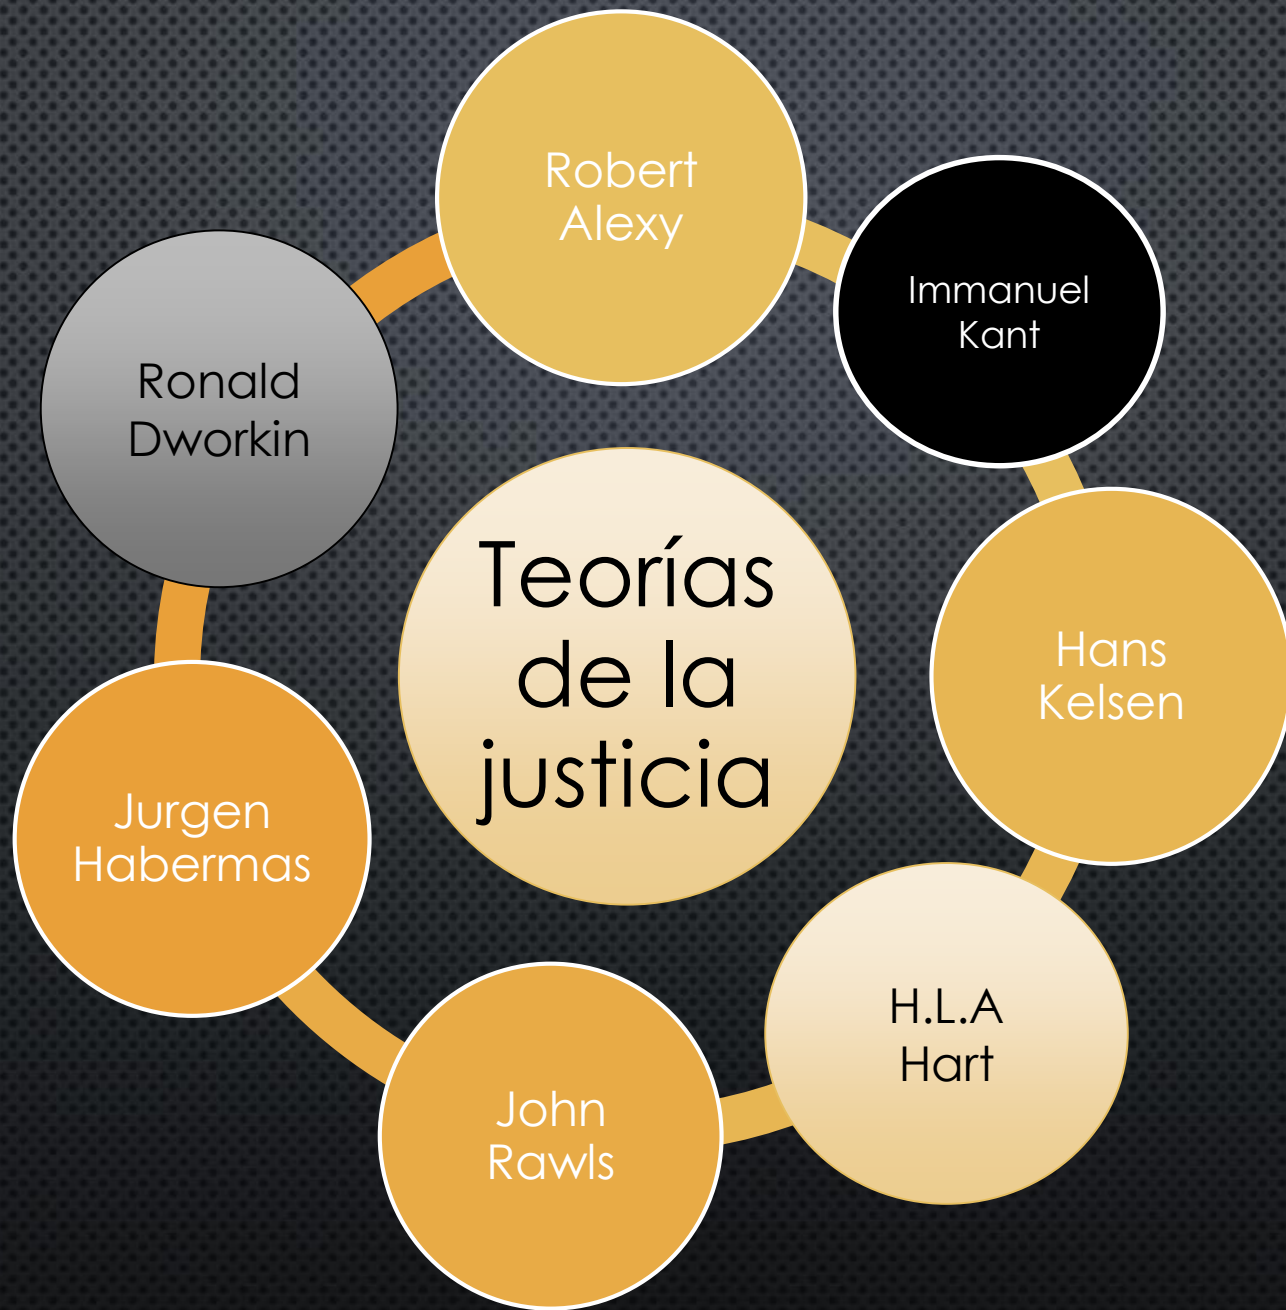 Robert
Alexy
Immanuel
Kant
Ronald
Dworkin
Teorías
de la
justicia
Hans
Kelsen
Jurgen
Habermas
H.L.A
Hart
John
Rawls